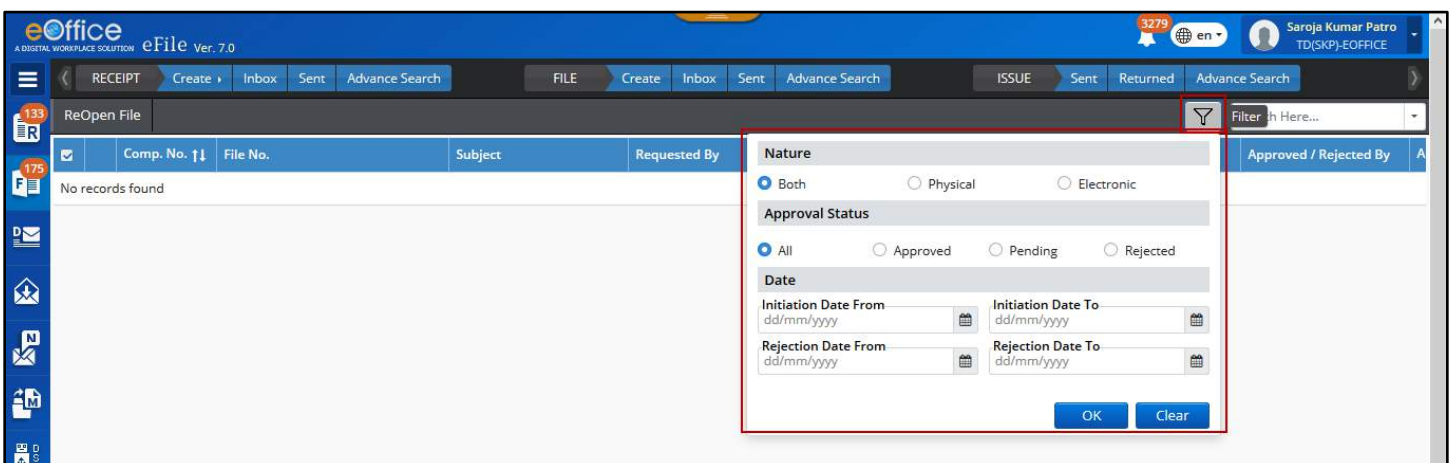 eOffice
A DIGITAL WORKPLACE SOLUTION eFile Ver. 7.0
3279 en Saroja Kumar Patro
TD(SKP)-EOFFICE
RECEIPT Create Inbox Sent Advance Search FILE Create Inbox Sent Advance Search ISSUE Sent Returned Advance Search
133 R
ReOpen File Filter h Here...
Comp. No. File No. Subject Requested By Approved / Rejected By A
175 F
No records found
Nature
Both Physical Electronic
Approval Status
All Approved Pending Rejected
Date
Initiation Date From Initiation Date To
dd/mm/yyyy dd/mm/yyyy
Rejection Date From Rejection Date To
dd/mm/yyyy dd/mm/yyyy
OK Clear
D
N
M
D
S